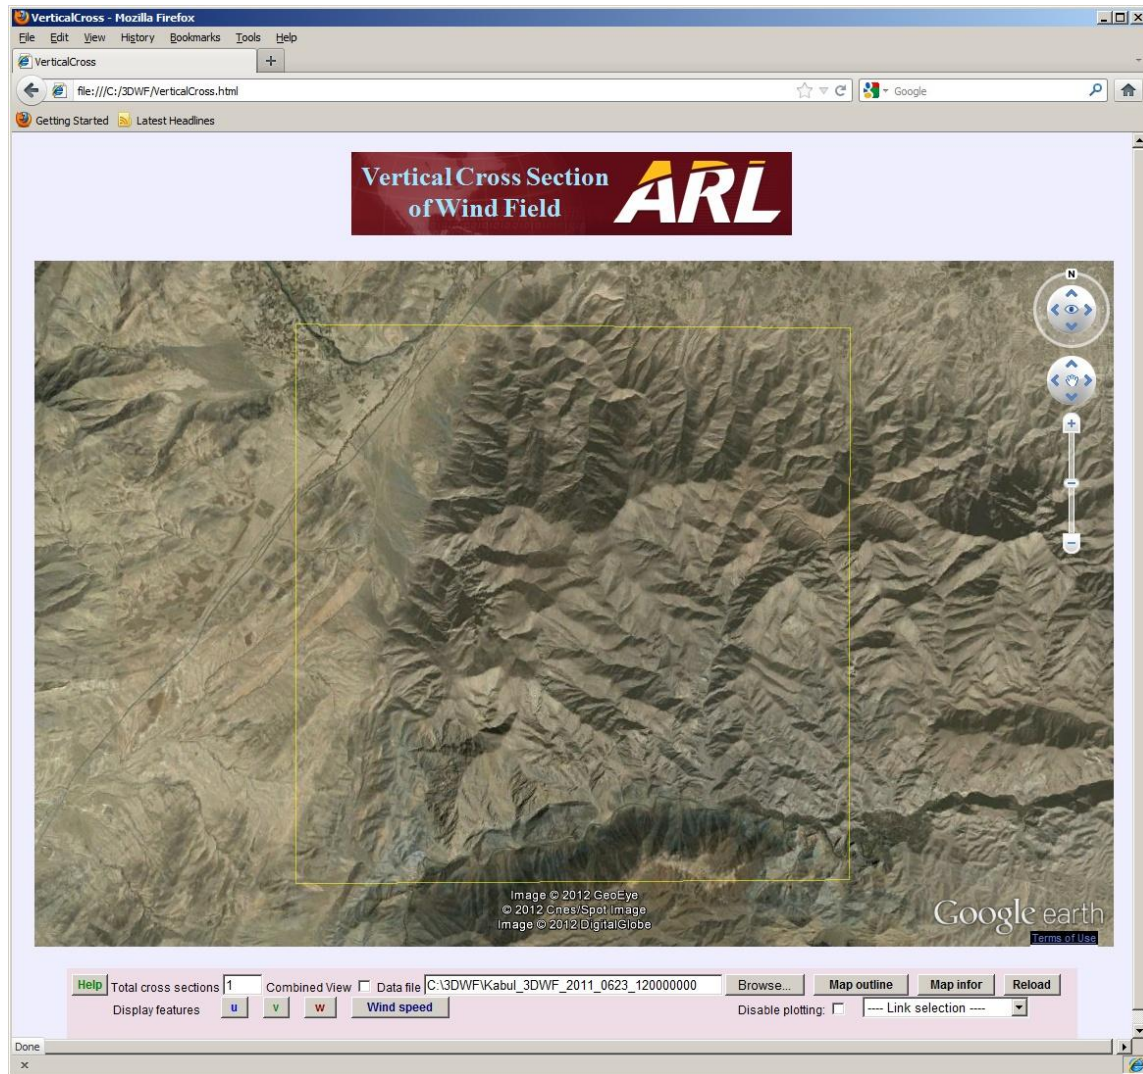 VerticalCross - Mozilla Firefox
File Edit View History Bookmarks Tools Help
VerticalCross
file:///C:/3DWF/VerticalCross.html
Google
Getting Started Latest Headlines
Vertical Cross Section
of Wind Field
ARL
N
Image © 2012 GeoEye
© 2012 Cnes/Spot Image
Image © 2012 DigitalGlobe
Google earth
Terms of Use
Help Total cross sections 1 Combined View Data file C:\3DWF\Kabul_3DWF_2011_0623_120000000 Browse... Map outline Map infor Reload
Display features u v w Wind speed Disable plotting: ---- Link selection ----
Done